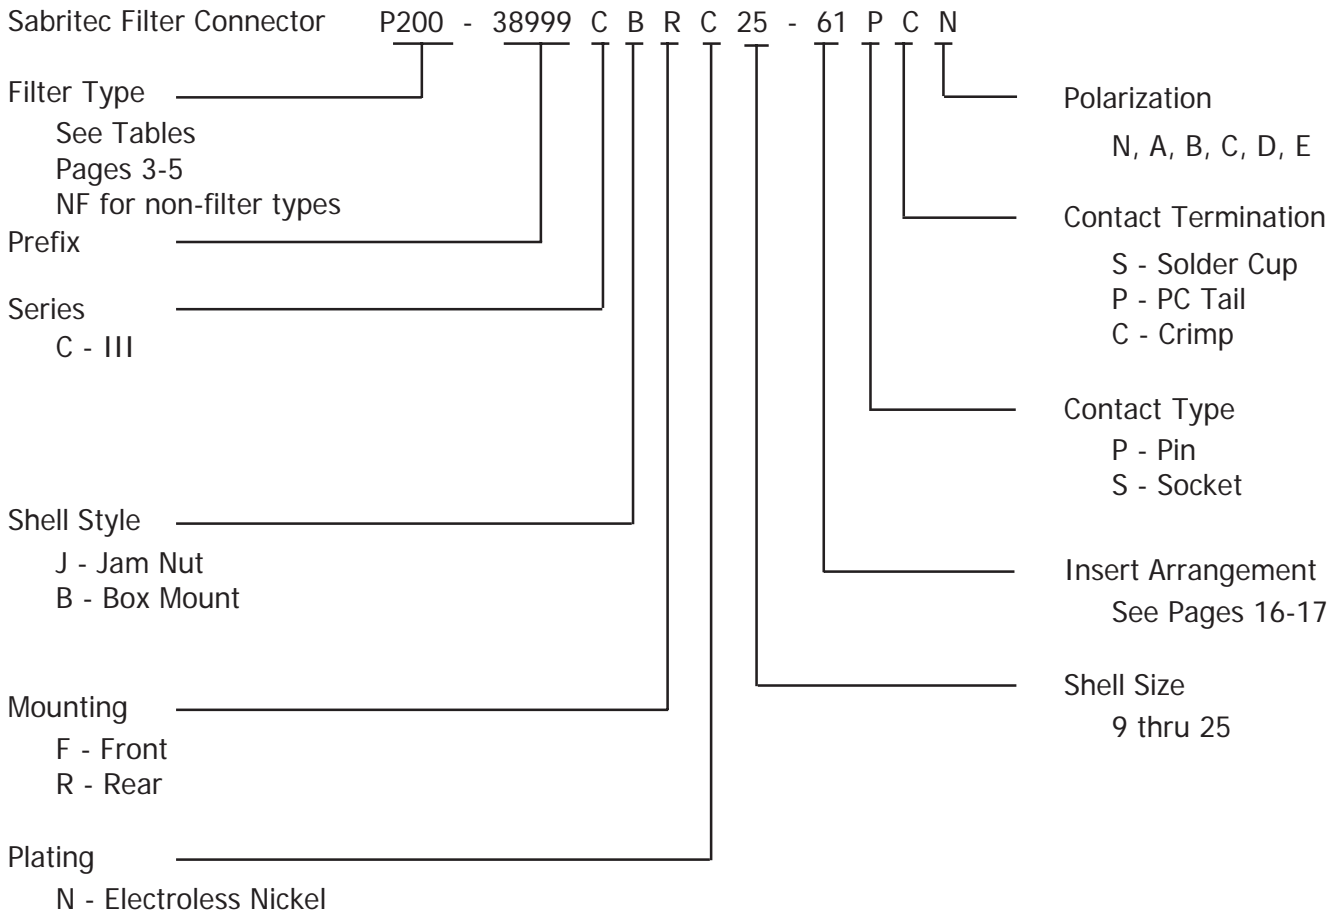 Sabritec Filter Connector P200 - 38999 C B R C 25 - 61 P C N
Filter Type
See Tables
Pages 3-5
NF for non-filter types
Prefix
Series
C - III
Shell Style
J - Jam Nut
B - Box Mount
Mounting
F - Front
R - Rear
Plating
N - Electroless Nickel
Polarization
N, A, B, C, D, E
Contact Termination
S - Solder Cup
P - PC Tail
C - Crimp
Contact Type
P - Pin
S - Socket
Insert Arrangement
See Pages 16-17
Shell Size
9 thru 25